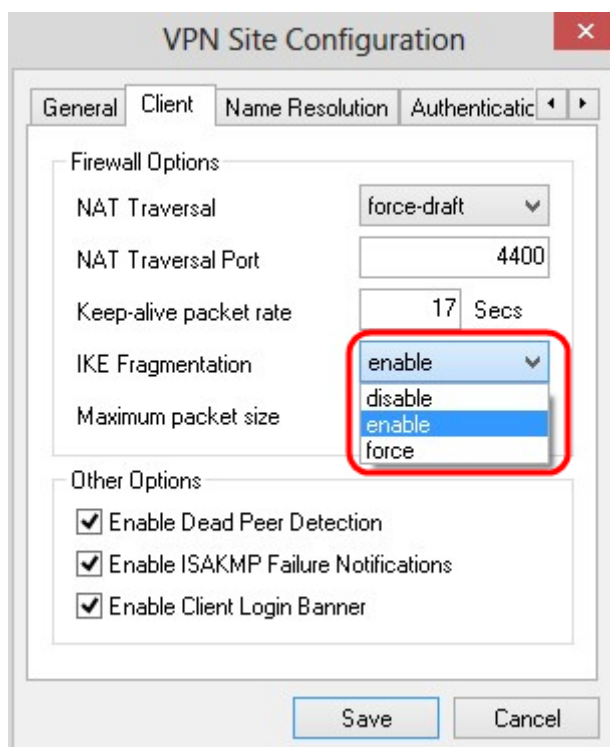 VPN Site Configuration
General Client Name Resolution Authenticatic
Firewall Options
NAT Traversal force-draft
NAT Traversal Port 4400
Keep-alive packet rate 17 Secs
IKE Fragmentation enable
disable
Maximum packet size enable
force
Other Options
Enable Dead Peer Detection
Enable ISAKMP Failure Notifications
Enable Client Login Banner
Save Cancel